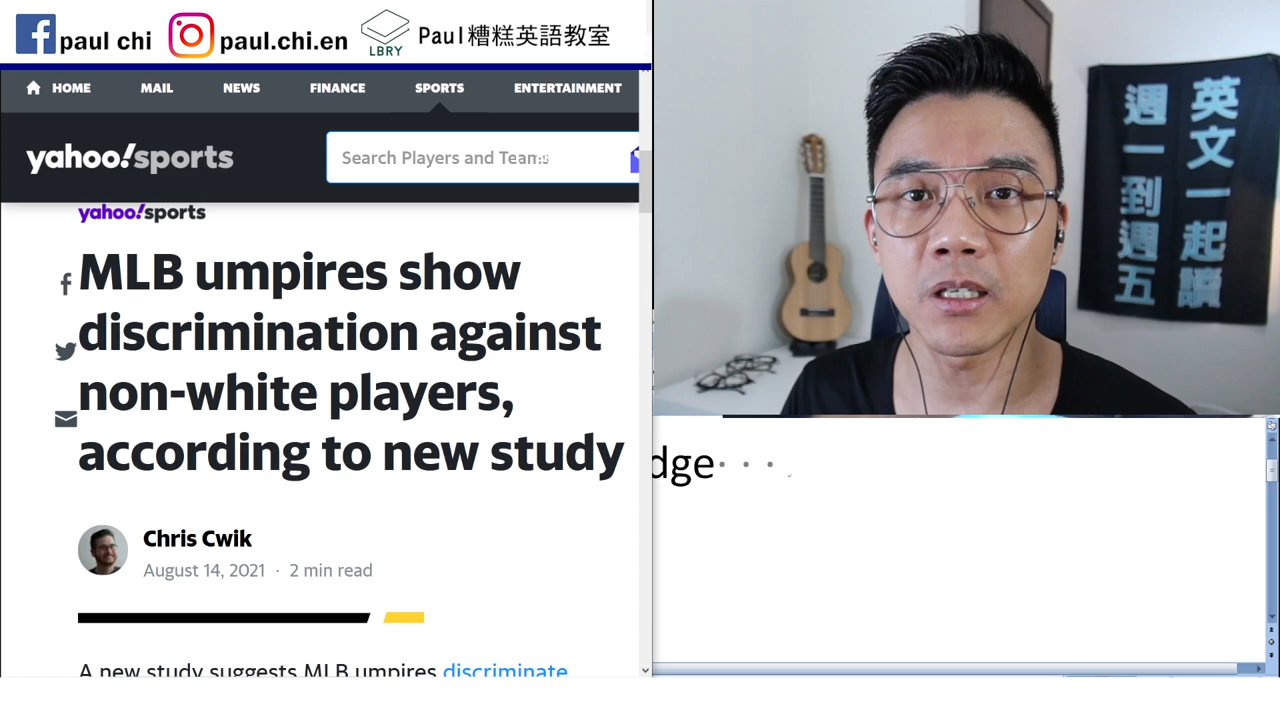 paul chi
paul.chi.en
LBRY
Paul糟糕英語教室
HOME MAIL NEWS FINANCE SPORTS ENTERTAINMENT
yahoo!sports
Search Players and Teams
yahoo!sports
MLB umpires show
discrimination against
non-white players,
according to new study
Chris Cwik
August 14, 2021 · 2 min read
A new study suggests MLB umpires discriminate
英文一起讀
週一到週五
dge